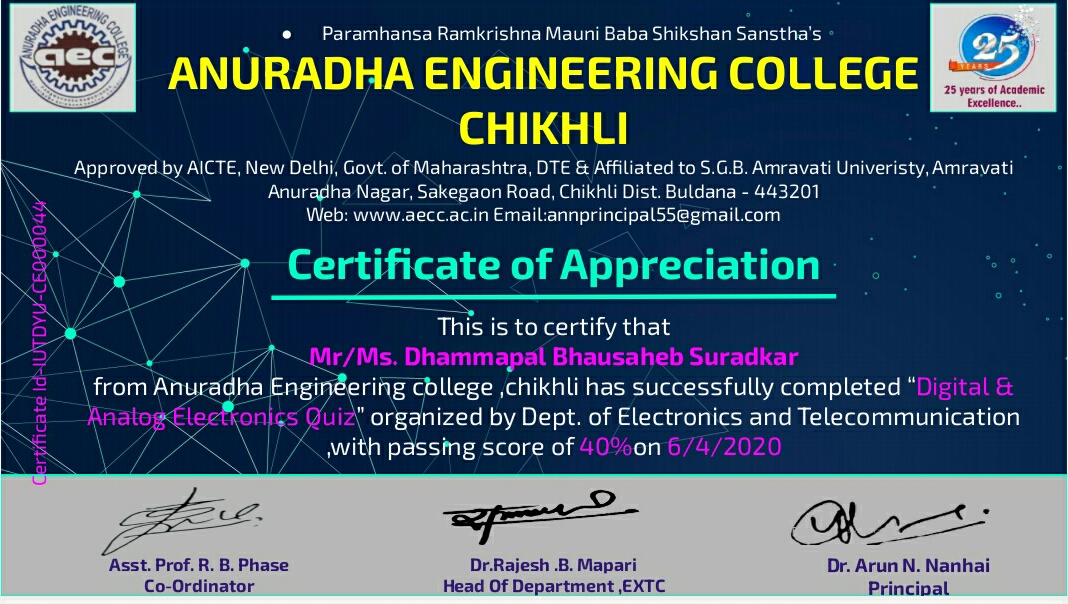 ANURADHA ENGINEERING COLLEGE
aec
25
YEARS
25 years of Academic
Excellence..
• Paramhansa Ramkrishna Mauni Baba Shikshan Sanstha's
ANURADHA ENGINEERING COLLEGE
CHIKHLI
Approved by AICTE, New Delhi, Govt. of Maharashtra, DTE & Affiliated to S.G.B. Amravati Univeristy, Amravati
Anuradha Nagar, Sakegaon Road, Chikhli Dist. Buldana - 443201
Web: www.aecc.ac.in Email:annprincipal55@gmail.com
Certificate of Appreciation
This is to certify that
Mr/Ms. Dhammapal Bhausaheb Suradkar
from Anuradha Engineering college ,chikhli has successfully completed “Digital &
Analog Electronics Quiz” organized by Dept. of Electronics and Telecommunication
,with passing score of 40%on 6/4/2020
Certificate Id-IUTDYU-CE000044
Asst. Prof. R. B. Phase
Co-Ordinator
Dr.Rajesh .B. Mapari
Head Of Department ,EXTC
Dr. Arun N. Nanhai
Principal